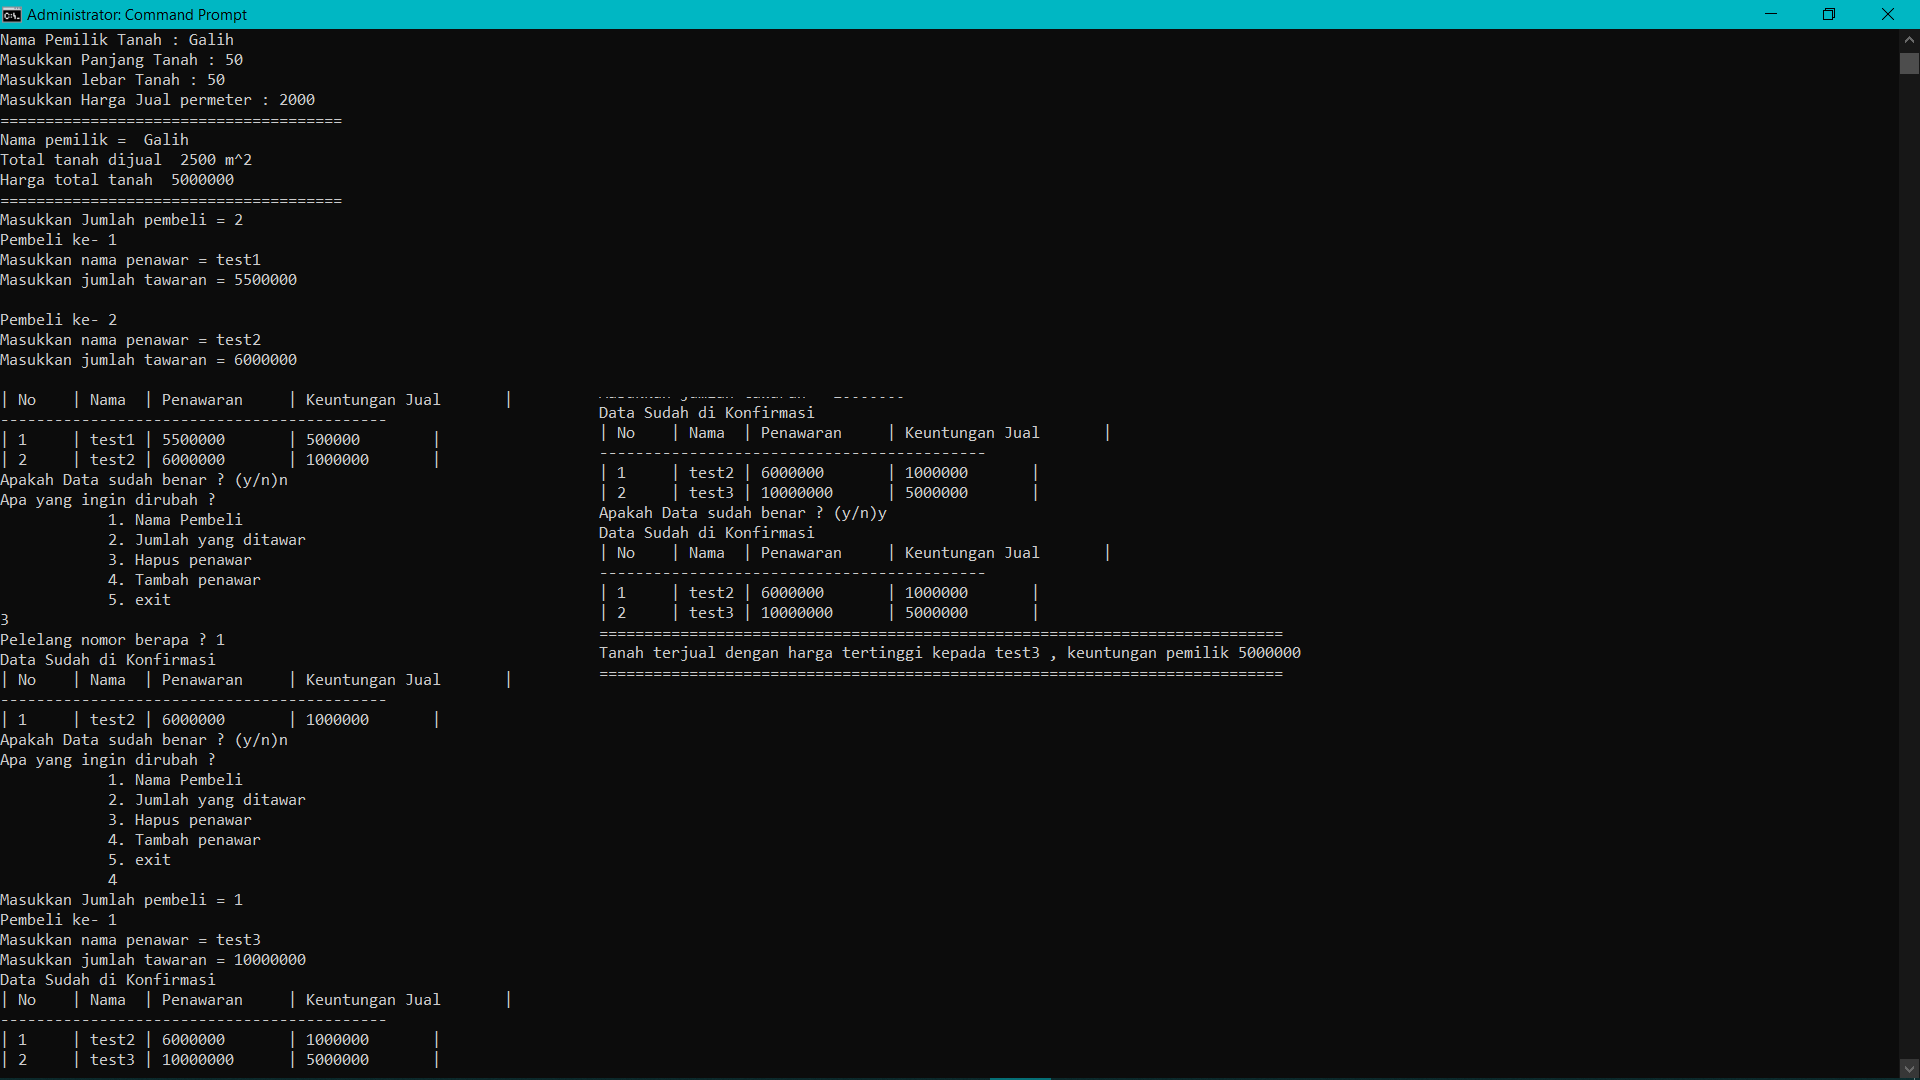 Administrator: Command Prompt
Nama Pemilik Tanah : Galih
Masukkan Panjang Tanah : 50
Masukkan lebar Tanah : 50
Masukkan Harga Jual permeter : 2000
======================================
Nama pemilik =  Galih
Total tanah dijual  2500 m^2
Harga total tanah  5000000
======================================
Masukkan Jumlah pembeli = 2
Pembeli ke- 1
Masukkan nama penawar = test1
Masukkan jumlah tawaran = 5500000
Pembeli ke- 2
Masukkan nama penawar = test2
Masukkan jumlah tawaran = 6000000
| No    | Nama  | Penawaran     | Keuntungan Jual       |
-------------------------------------------
| 1     | test1 | 5500000       | 500000        |
| 2     | test2 | 6000000       | 1000000       |
Apakah Data sudah benar ? (y/n)n
Apa yang ingin dirubah ?
1. Nama Pembeli
2. Jumlah yang ditawar
3. Hapus penawar
4. Tambah penawar
5. exit
3
Pelelang nomor berapa ? 1
Data Sudah di Konfirmasi
| No    | Nama  | Penawaran     | Keuntungan Jual       |
-------------------------------------------
| 1     | test2 | 6000000       | 1000000       |
Apakah Data sudah benar ? (y/n)n
Apa yang ingin dirubah ?
1. Nama Pembeli
2. Jumlah yang ditawar
3. Hapus penawar
4. Tambah penawar
5. exit
4
Masukkan Jumlah pembeli = 1
Pembeli ke- 1
Masukkan nama penawar = test3
Masukkan jumlah tawaran = 10000000
Data Sudah di Konfirmasi
| No    | Nama  | Penawaran     | Keuntungan Jual       |
-------------------------------------------
| 1     | test2 | 6000000       | 1000000       |
| 2     | test3 | 10000000      | 5000000       |
Data Sudah di Konfirmasi
| No    | Nama  | Penawaran     | Keuntungan Jual       |
-------------------------------------------
| 1     | test2 | 6000000       | 1000000       |
| 2     | test3 | 10000000      | 5000000       |
Apakah Data sudah benar ? (y/n)y
Data Sudah di Konfirmasi
| No    | Nama  | Penawaran     | Keuntungan Jual       |
-------------------------------------------
| 1     | test2 | 6000000       | 1000000       |
| 2     | test3 | 10000000      | 5000000       |
============================================================================
Tanah terjual dengan harga tertinggi kepada test3 , keuntungan pemilik 5000000
============================================================================